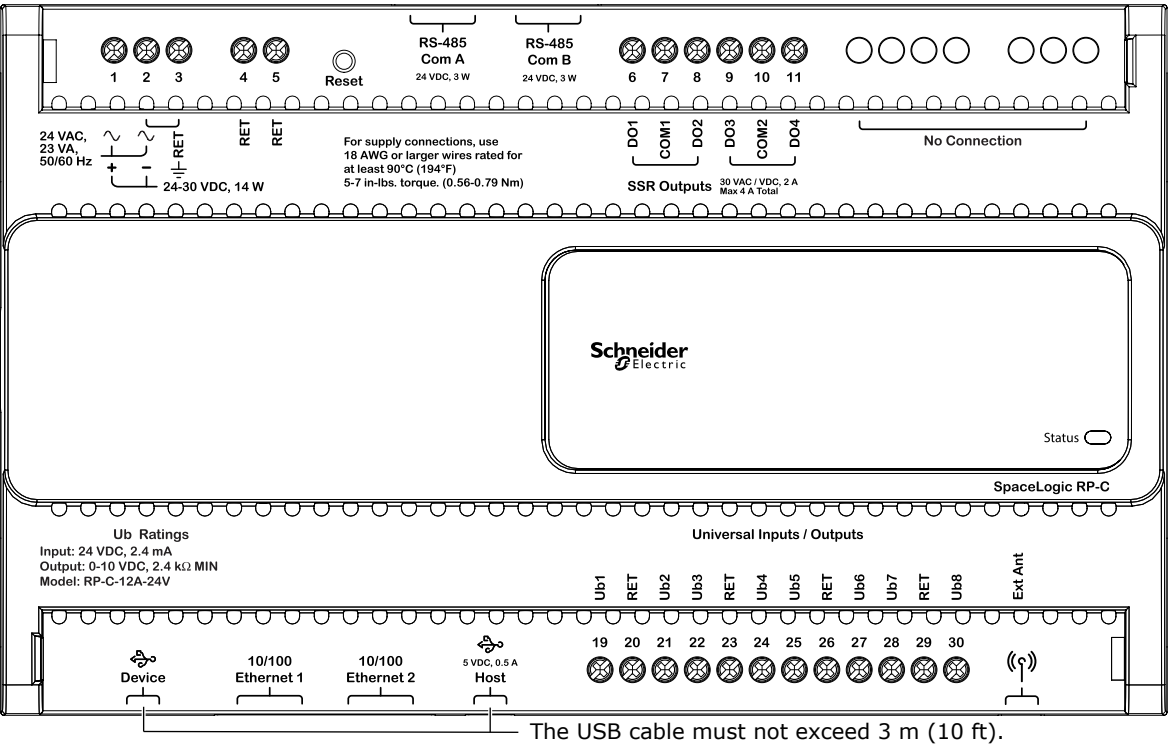 RS-485
Com A
24 VDC, 3 W
RS-485
Com B
24 VDC, 3 W
1 2 3 4 5
Reset
6 7 8 9 10 11
24 VAC,
23 VA,
50/60 Hz
RET
+ −
24-30 VDC, 14 W
RET
RET
For supply connections, use
18 AWG or larger wires rated for
at least 90°C (194°F)
5-7 in-lbs. torque. (0.56-0.79 Nm)
DO1
COM1
DO2
DO3
COM2
DO4
SSR Outputs
30 VAC / VDC, 2 A
Max 4 A Total
No Connection
Schneider
Electric
Status
SpaceLogic RP-C
Ub Ratings
Input: 24 VDC, 2.4 mA
Output: 0-10 VDC, 2.4 kΩ MIN
Model: RP-C-12A-24V
Universal Inputs / Outputs
Ub1
RET
Ub2
Ub3
RET
Ub4
Ub5
RET
Ub6
Ub7
RET
Ub8
Ext Ant
19 20 21 22 23 24 25 26 27 28 29 30
Device
10/100
Ethernet 1
10/100
Ethernet 2
5 VDC, 0.5 A
Host
The USB cable must not exceed 3 m (10 ft).